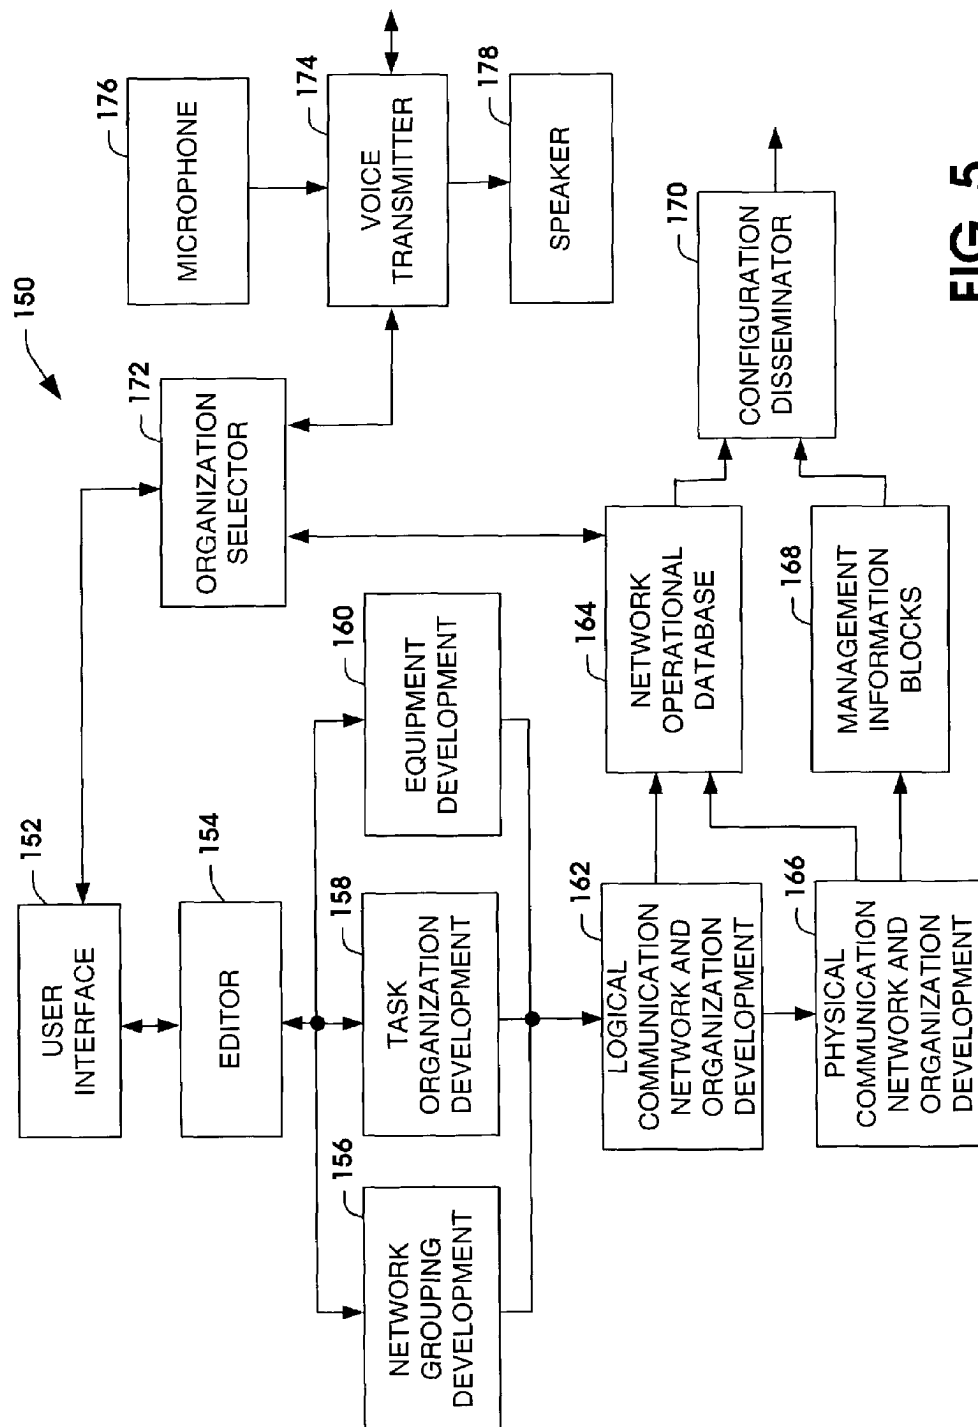 150
152
USER
INTERFACE
154
EDITOR
156
NETWORK
GROUPING
DEVELOPMENT
158
TASK
ORGANIZATION
DEVELOPMENT
160
EQUIPMENT
DEVELOPMENT
172
ORGANIZATION
SELECTOR
176
MICROPHONE
174
VOICE
TRANSMITTER
178
SPEAKER
162
LOGICAL
COMMUNICATION
NETWORK AND
ORGANIZATION
DEVELOPMENT
164
NETWORK
OPERATIONAL
DATABASE
166
PHYSICAL
COMMUNICATION
NETWORK AND
ORGANIZATION
DEVELOPMENT
168
MANAGEMENT
INFORMATION
BLOCKS
170
CONFIGURATION
DISSEMINATOR
FIG. 5